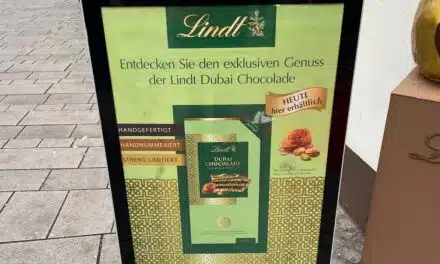 Lindt
Entdecken Sie den exklusiven Genuss
der Lindt Dubai Chocolade
HEUTE
hier erhältlich
HANDGEFERTIGT
HANDNUMMERIERT
STRENG LIMITIERT
Lindt
DUBAI
CHOCOLADE